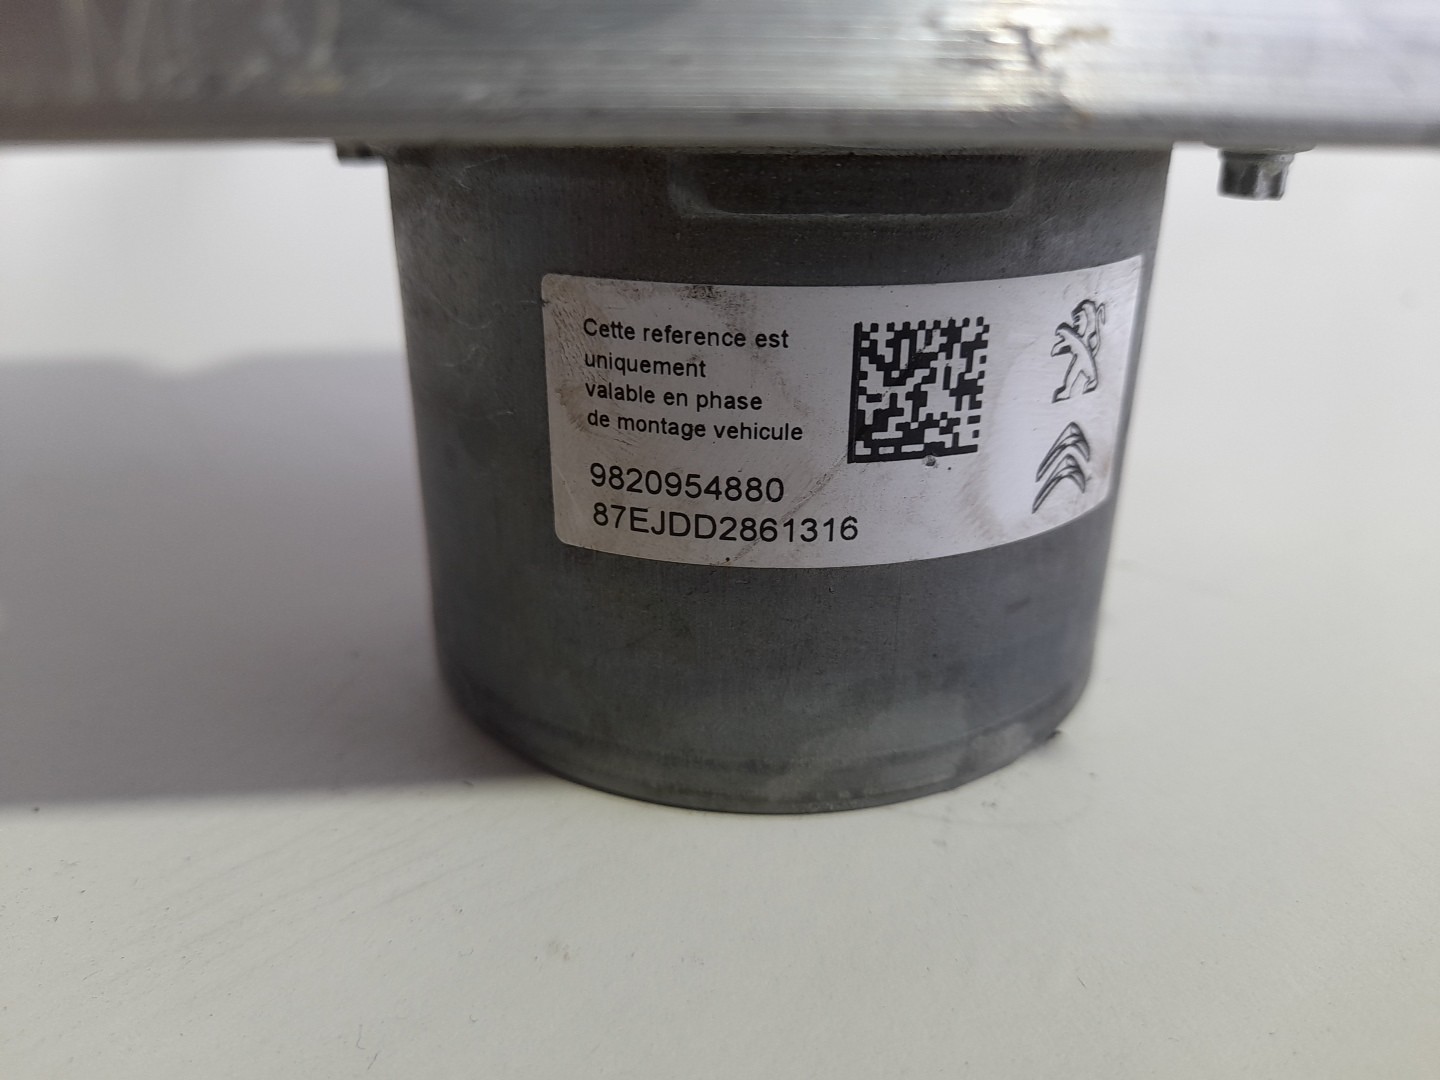 Cette reference est
uniquement
valable en phase
de montage vehicule
9820954880
87EJDD2861316